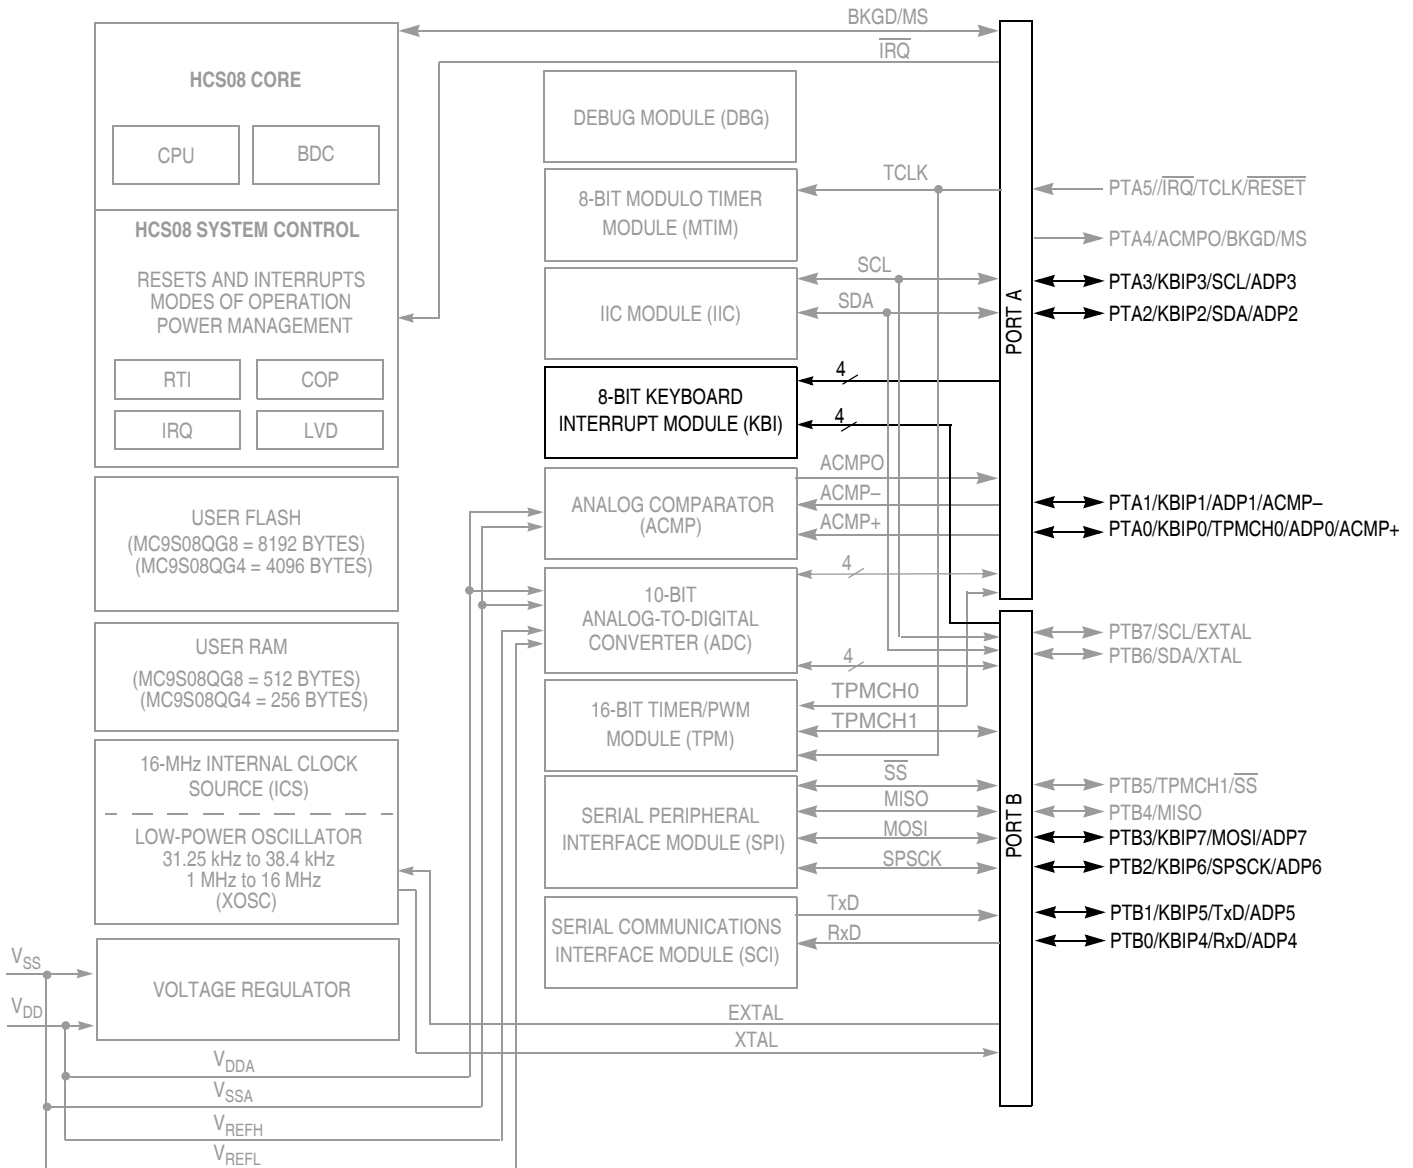 BKGD/MS
IRQ
HCS08 CORE
CPU
BDC
HCS08 SYSTEM CONTROL
RESETS AND INTERRUPTS
MODES OF OPERATION
POWER MANAGEMENT
RTI
COP
IRQ
LVD
USER FLASH
(MC9S08QG8 = 8192 BYTES)
(MC9S08QG4 = 4096 BYTES)
USER RAM
(MC9S08QG8 = 512 BYTES)
(MC9S08QG4 = 256 BYTES)
16-MHz INTERNAL CLOCK
SOURCE (ICS)
LOW-POWER OSCILLATOR
31.25 kHz to 38.4 kHz
1 MHz to 16 MHz
(XOSC)
VOLTAGE REGULATOR
VSS
VDD
VDDA
VSSA
VREFH
VREFL
DEBUG MODULE (DBG)
8-BIT MODULO TIMER
MODULE (MTIM)
IIC MODULE (IIC)
8-BIT KEYBOARD
INTERRUPT MODULE (KBI)
ANALOG COMPARATOR
(ACMP)
10-BIT
ANALOG-TO-DIGITAL
CONVERTER (ADC)
16-BIT TIMER/PWM
MODULE (TPM)
SERIAL PERIPHERAL
INTERFACE MODULE (SPI)
SERIAL COMMUNICATIONS
INTERFACE MODULE (SCI)
TCLK
SCL
SDA
4
4
ACMPO
ACMP–
ACMP+
4
4
TPMCH0
TPMCH1
SS
MISO
MOSI
SPSCK
TxD
RxD
EXTAL
XTAL
PORT A
PORT B
PTA5//IRQ/TCLK/RESET
PTA4/ACMPO/BKGD/MS
PTA3/KBIP3/SCL/ADP3
PTA2/KBIP2/SDA/ADP2
PTA1/KBIP1/ADP1/ACMP–
PTA0/KBIP0/TPMCH0/ADP0/ACMP+
PTB7/SCL/EXTAL
PTB6/SDA/XTAL
PTB5/TPMCH1/SS
PTB4/MISO
PTB3/KBIP7/MOSI/ADP7
PTB2/KBIP6/SPSCK/ADP6
PTB1/KBIP5/TxD/ADP5
PTB0/KBIP4/RxD/ADP4